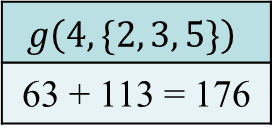 g(4,{2,3,5})
63 + 113 = 176